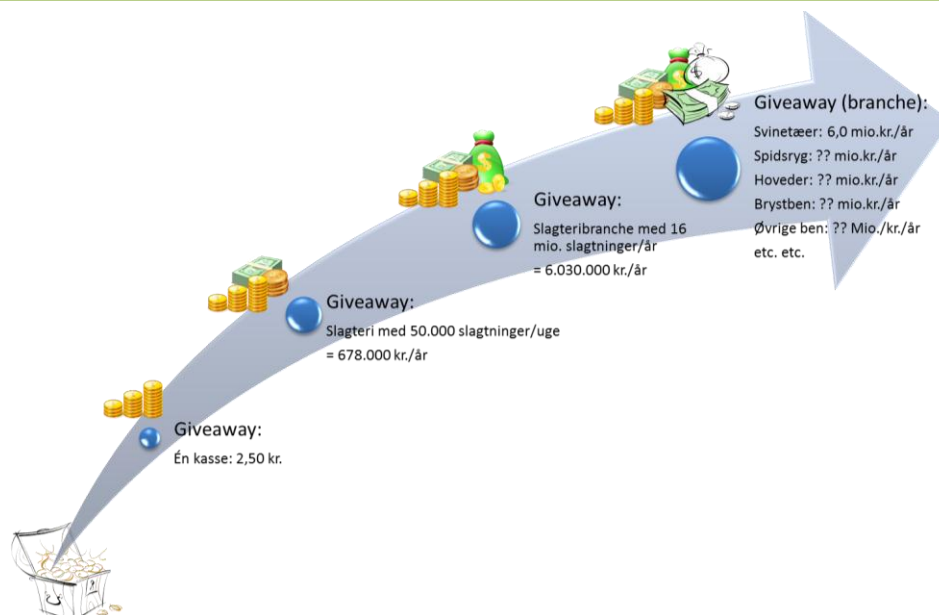 Giveaway (branche):
Svinetæer: 6,0 mio.kr./år
Spidsryg: ?? mio.kr./år
Hoveder: ?? mio.kr./år
Brystben: ?? mio.kr./år
Øvrige ben: ?? Mio./kr./år
etc. etc.
Giveaway:
Slagteribranche med 16
mio. slagtninger/år
= 6.030.000 kr./år
Giveaway:
Slagteri med 50.000 slagtninger/uge
= 678.000 kr./år
Giveaway:
Én kasse: 2,50 kr.